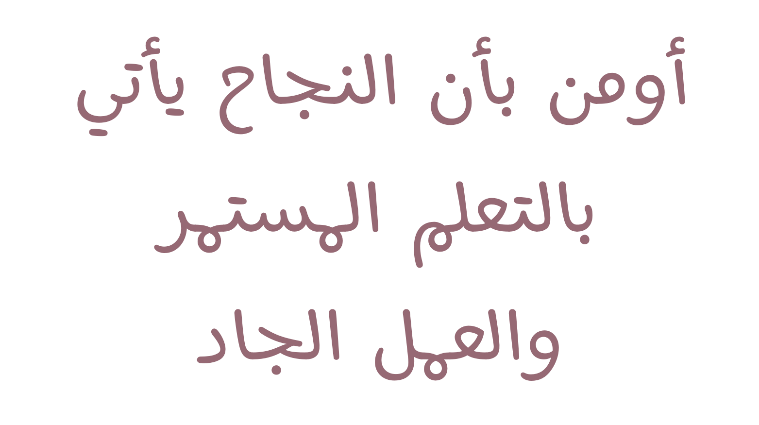 أومن بأن النجاح يأتي
بالتعلم المستمر
والعمل الجاد